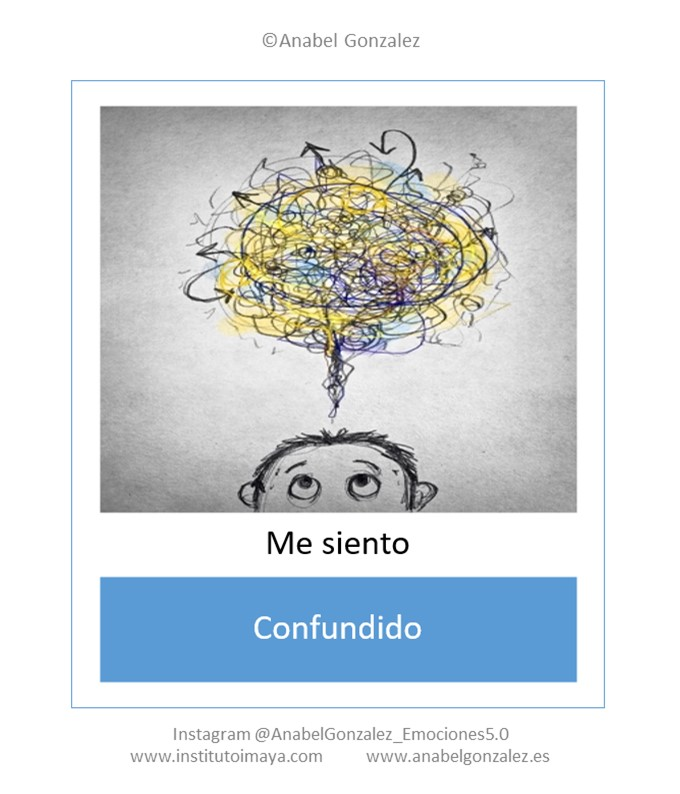 ©Anabel Gonzalez
Me siento
Confundido
Instagram @AnabelGonzalez_Emociones5.0
www.institutoimaya.com www.anabelgonzalez.es